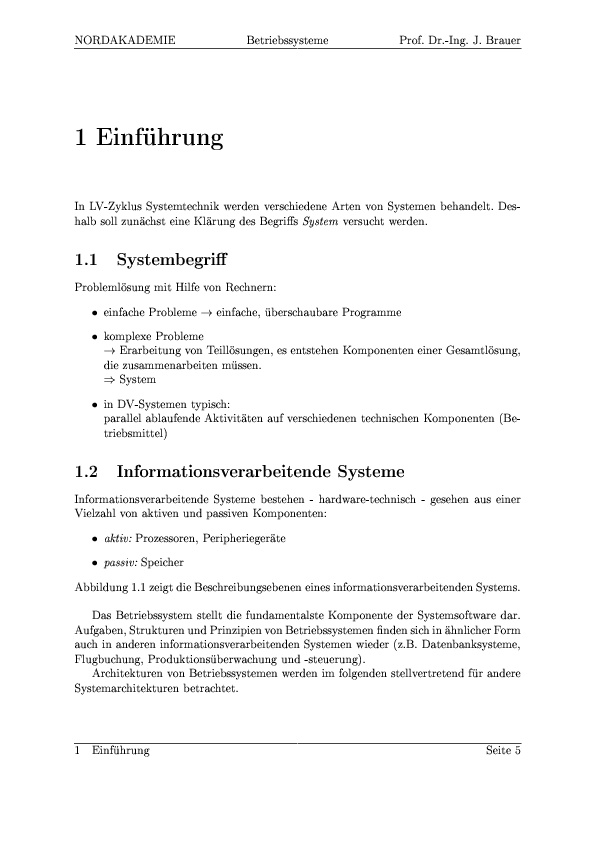 NORDAKADEMIE Betriebssysteme Prof. Dr.-Ing. J. Brauer
1 Einführung
In LV-Zyklus Systemtechnik werden verschiedene Arten von Systemen behandelt. Des-
halb soll zunächst eine Klärung des Begriffs System versucht werden.
1.1 Systembegriff
Problemlösung mit Hilfe von Rechnern:
• einfache Probleme → einfache, überschaubare Programme
• komplexe Probleme
→ Erarbeitung von Teillösungen, es entstehen Komponenten einer Gesamtlösung,
die zusammenarbeiten müssen.
⇒ System
• in DV-Systemen typisch:
parallel ablaufende Aktivitäten auf verschiedenen technischen Komponenten (Be-
triebsmittel)
1.2 Informationsverarbeitende Systeme
Informationsverarbeitende Systeme bestehen - hardware-technisch - gesehen aus einer
Vielzahl von aktiven und passiven Komponenten:
• aktiv: Prozessoren, Peripheriegeräte
• passiv: Speicher
Abbildung 1.1 zeigt die Beschreibungsebenen eines informationsverarbeitenden Systems.
Das Betriebssystem stellt die fundamentalste Komponente der Systemsoftware dar.
Aufgaben, Strukturen und Prinzipien von Betriebssystemen finden sich in ähnlicher Form
auch in anderen informationsverarbeitenden Systemen wieder (z.B. Datenbanksysteme,
Flugbuchung, Produktionsüberwachung und -steuerung).
Architekturen von Betriebssystemen werden im folgenden stellvertretend für andere
Systemarchitekturen betrachtet.
1 Einführung Seite 5